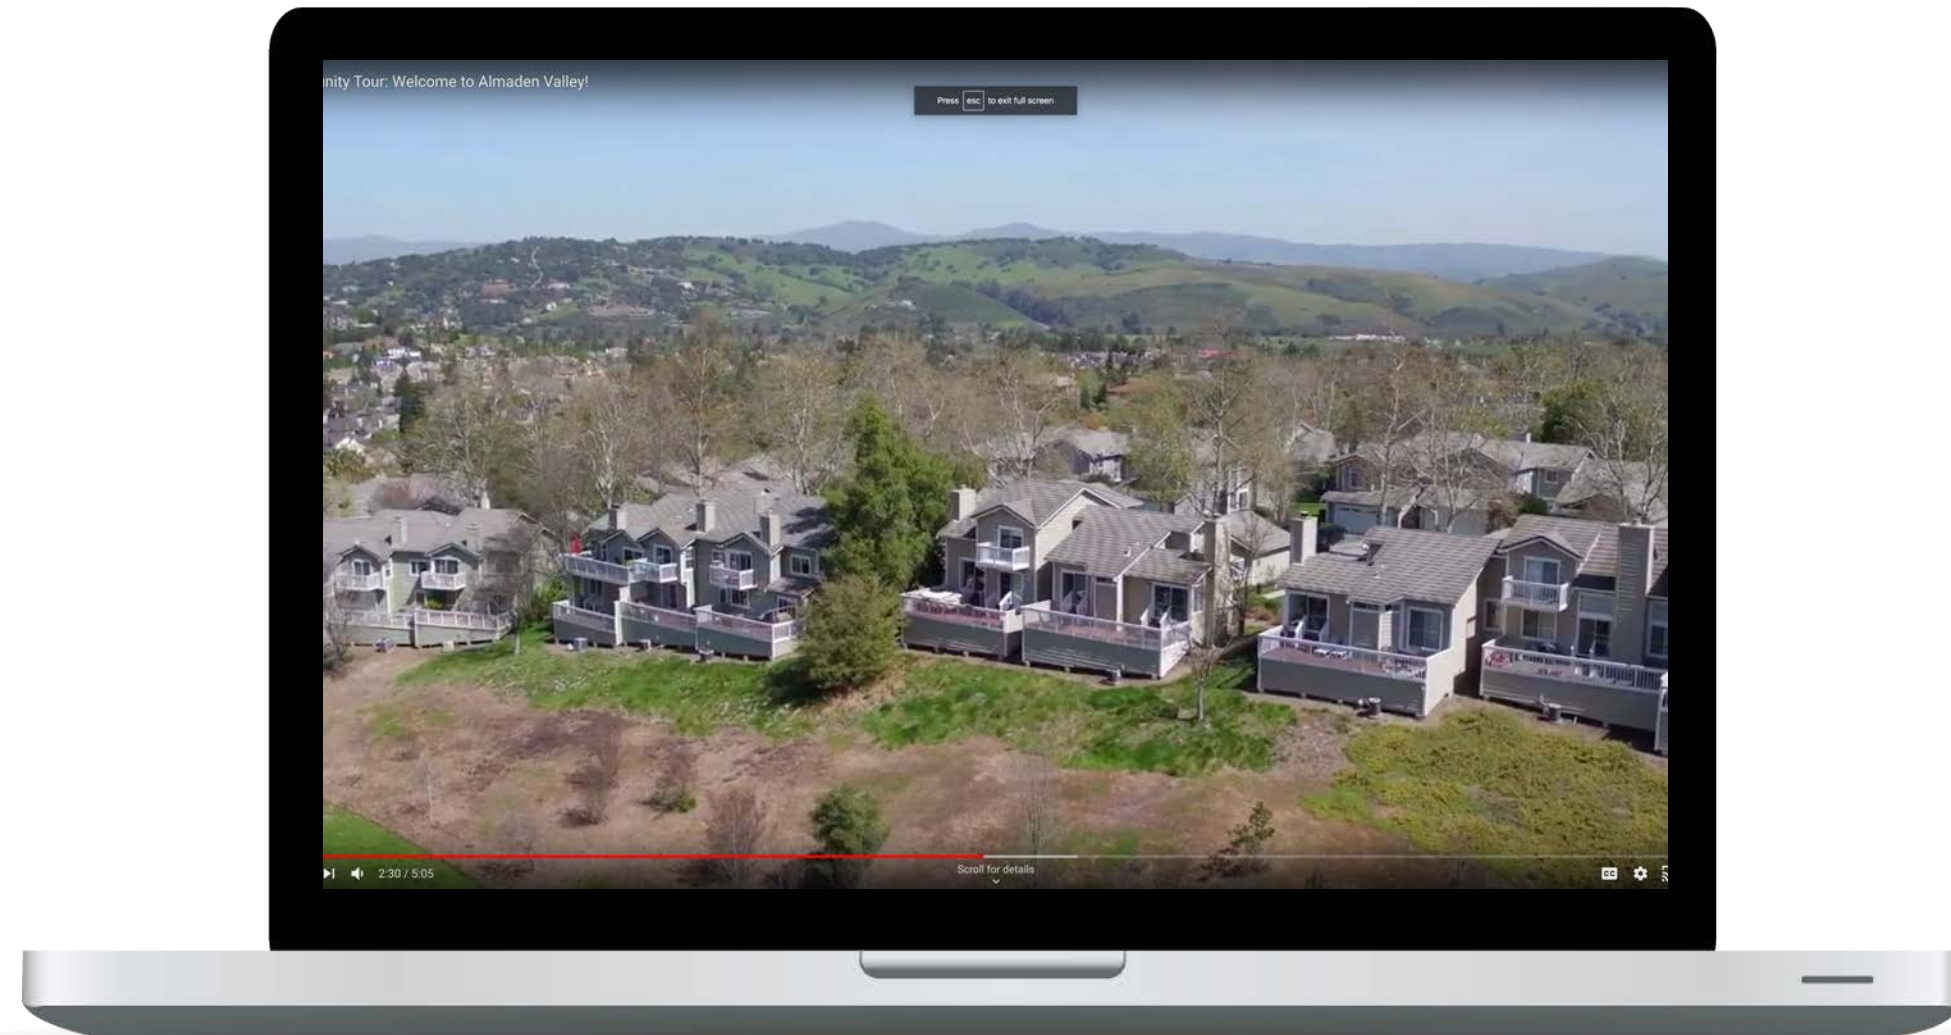 nity Tour: Welcome to Almaden Valley!
Press esc to exit full screen
2:30 / 5:05
Scroll for details
CC